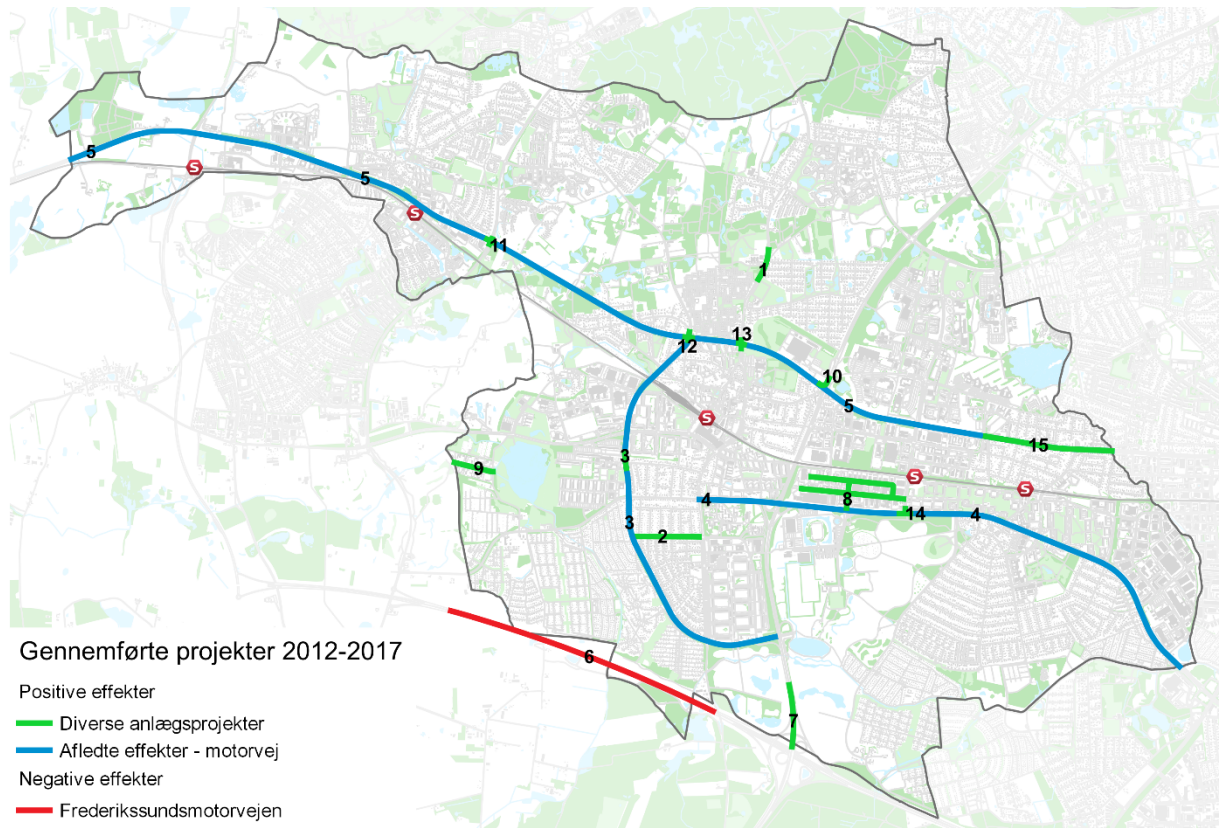 1
5
S
5
S
11
13
12
10
5
S
15
3
9
S
S
4
8
14
4
3
2
6
7
Gennemførte projekter 2012-2017
Positive effekter
Diverse anlægsprojekter
Afledte effekter - motorvej
Negative effekter
Frederikssundsmotorvejen